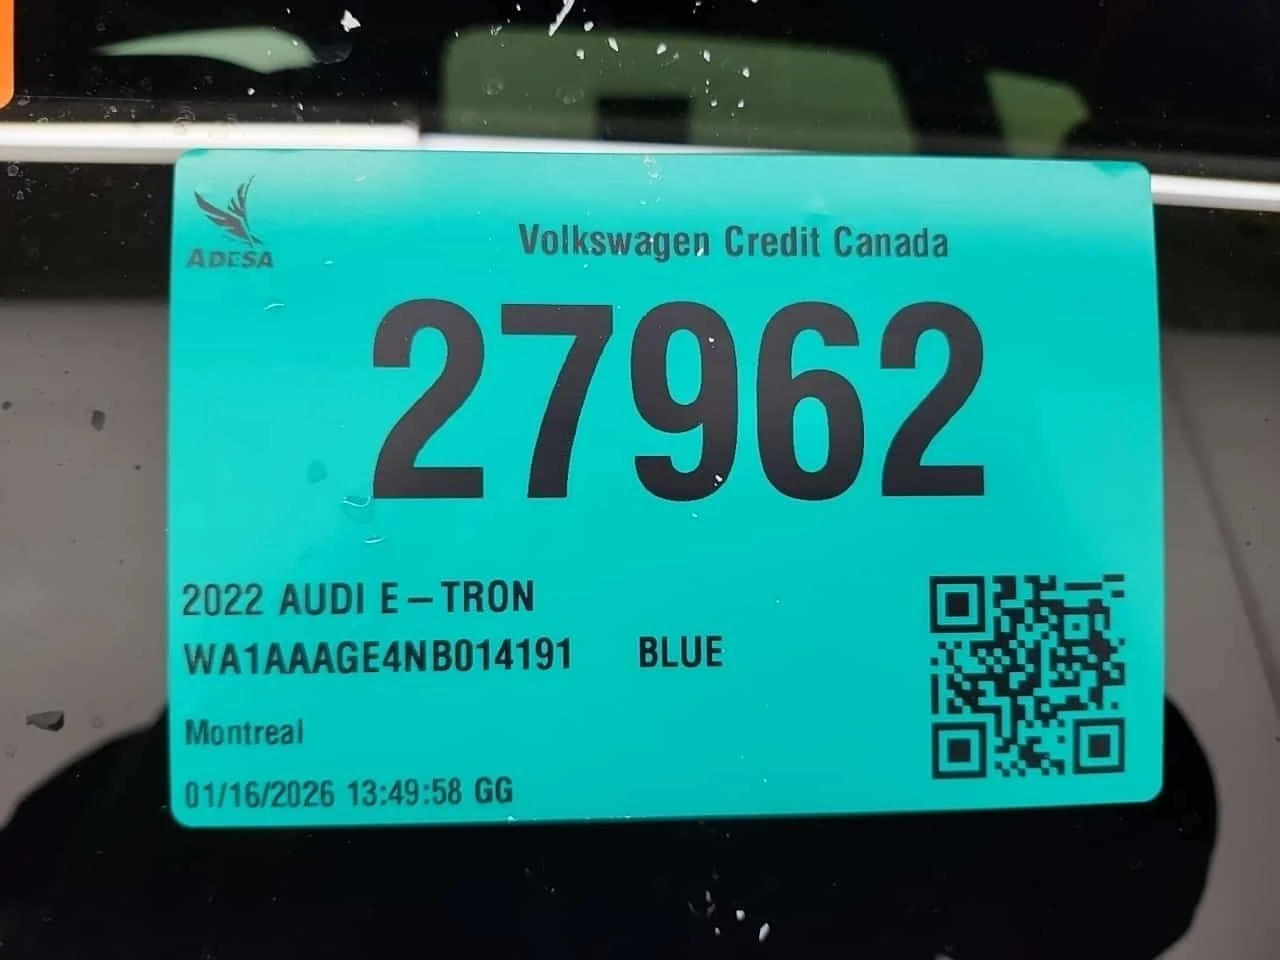 ADESA
Volkswagen Credit Canada
27962
2022 AUDI E-TRON
WA1AAAGE4NB014191 BLUE
Montreal
01/16/2026 13:49:58 GG